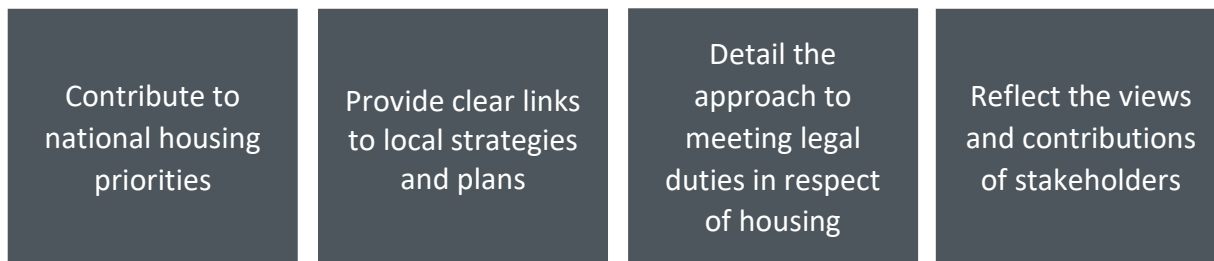 Contribute to
national housing
priorities
Provide clear links
to local strategies
and plans
Detail the
approach to
meeting legal
duties in respect
of housing
Reflect the views
and contributions
of stakeholders